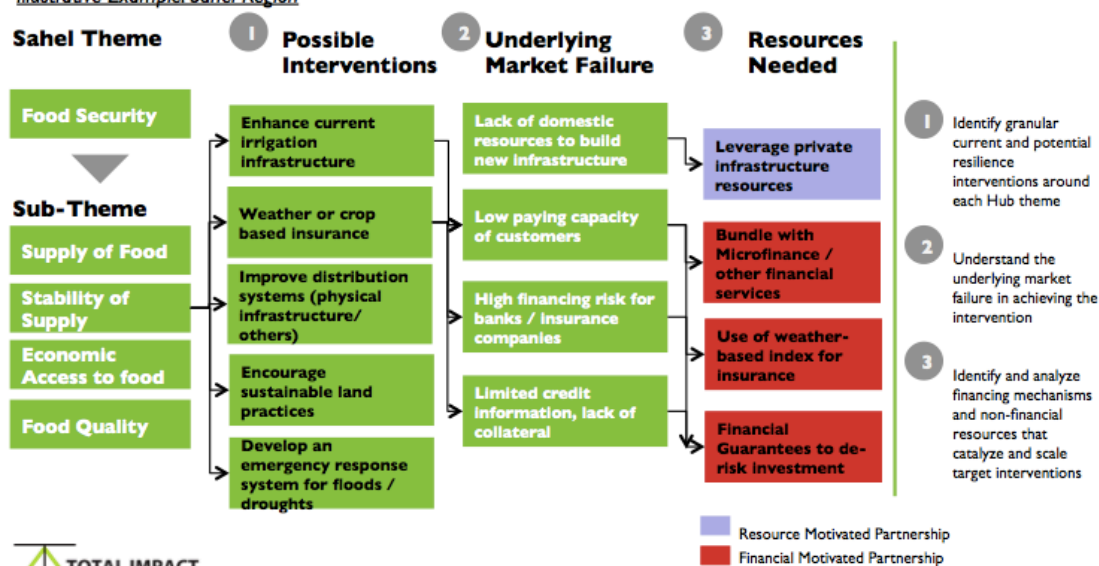 Illustrative Example: Sahel Region
Sahel Theme
1
Possible
Interventions
2
Underlying
Market Failure
3
Resources
Needed
Food Security
Sub-Theme
Supply of Food
Stability of
Supply
Economic
Access to food
Food Quality
Enhance current
irrigation
infrastructure
Weather or crop
based insurance
Improve distribution
systems (physical
infrastructure/
others)
Encourage
sustainable land
practices
Develop an
emergency response
system for floods /
droughts
Lack of domestic
resources to build
new infrastructure
Low paying capacity
of customers
High financing risk for
banks / insurance
companies
Limited credit
information, lack of
collateral
Leverage private
infrastructure
resources
Bundle with
Microfinance /
other financial
services
Use of weather-
based index for
insurance
Financial
Guarantees to de-
risk investment
1
Identify granular
current and potential
resilience
interventions around
each Hub theme
2
Understand the
underlying market
failure in achieving the
intervention
3
Identify and analyze
financing mechanisms
and non-financial
resources that
catalyze and scale
target interventions
Resource Motivated Partnership
Financial Motivated Partnership
TOTAL IMPACT